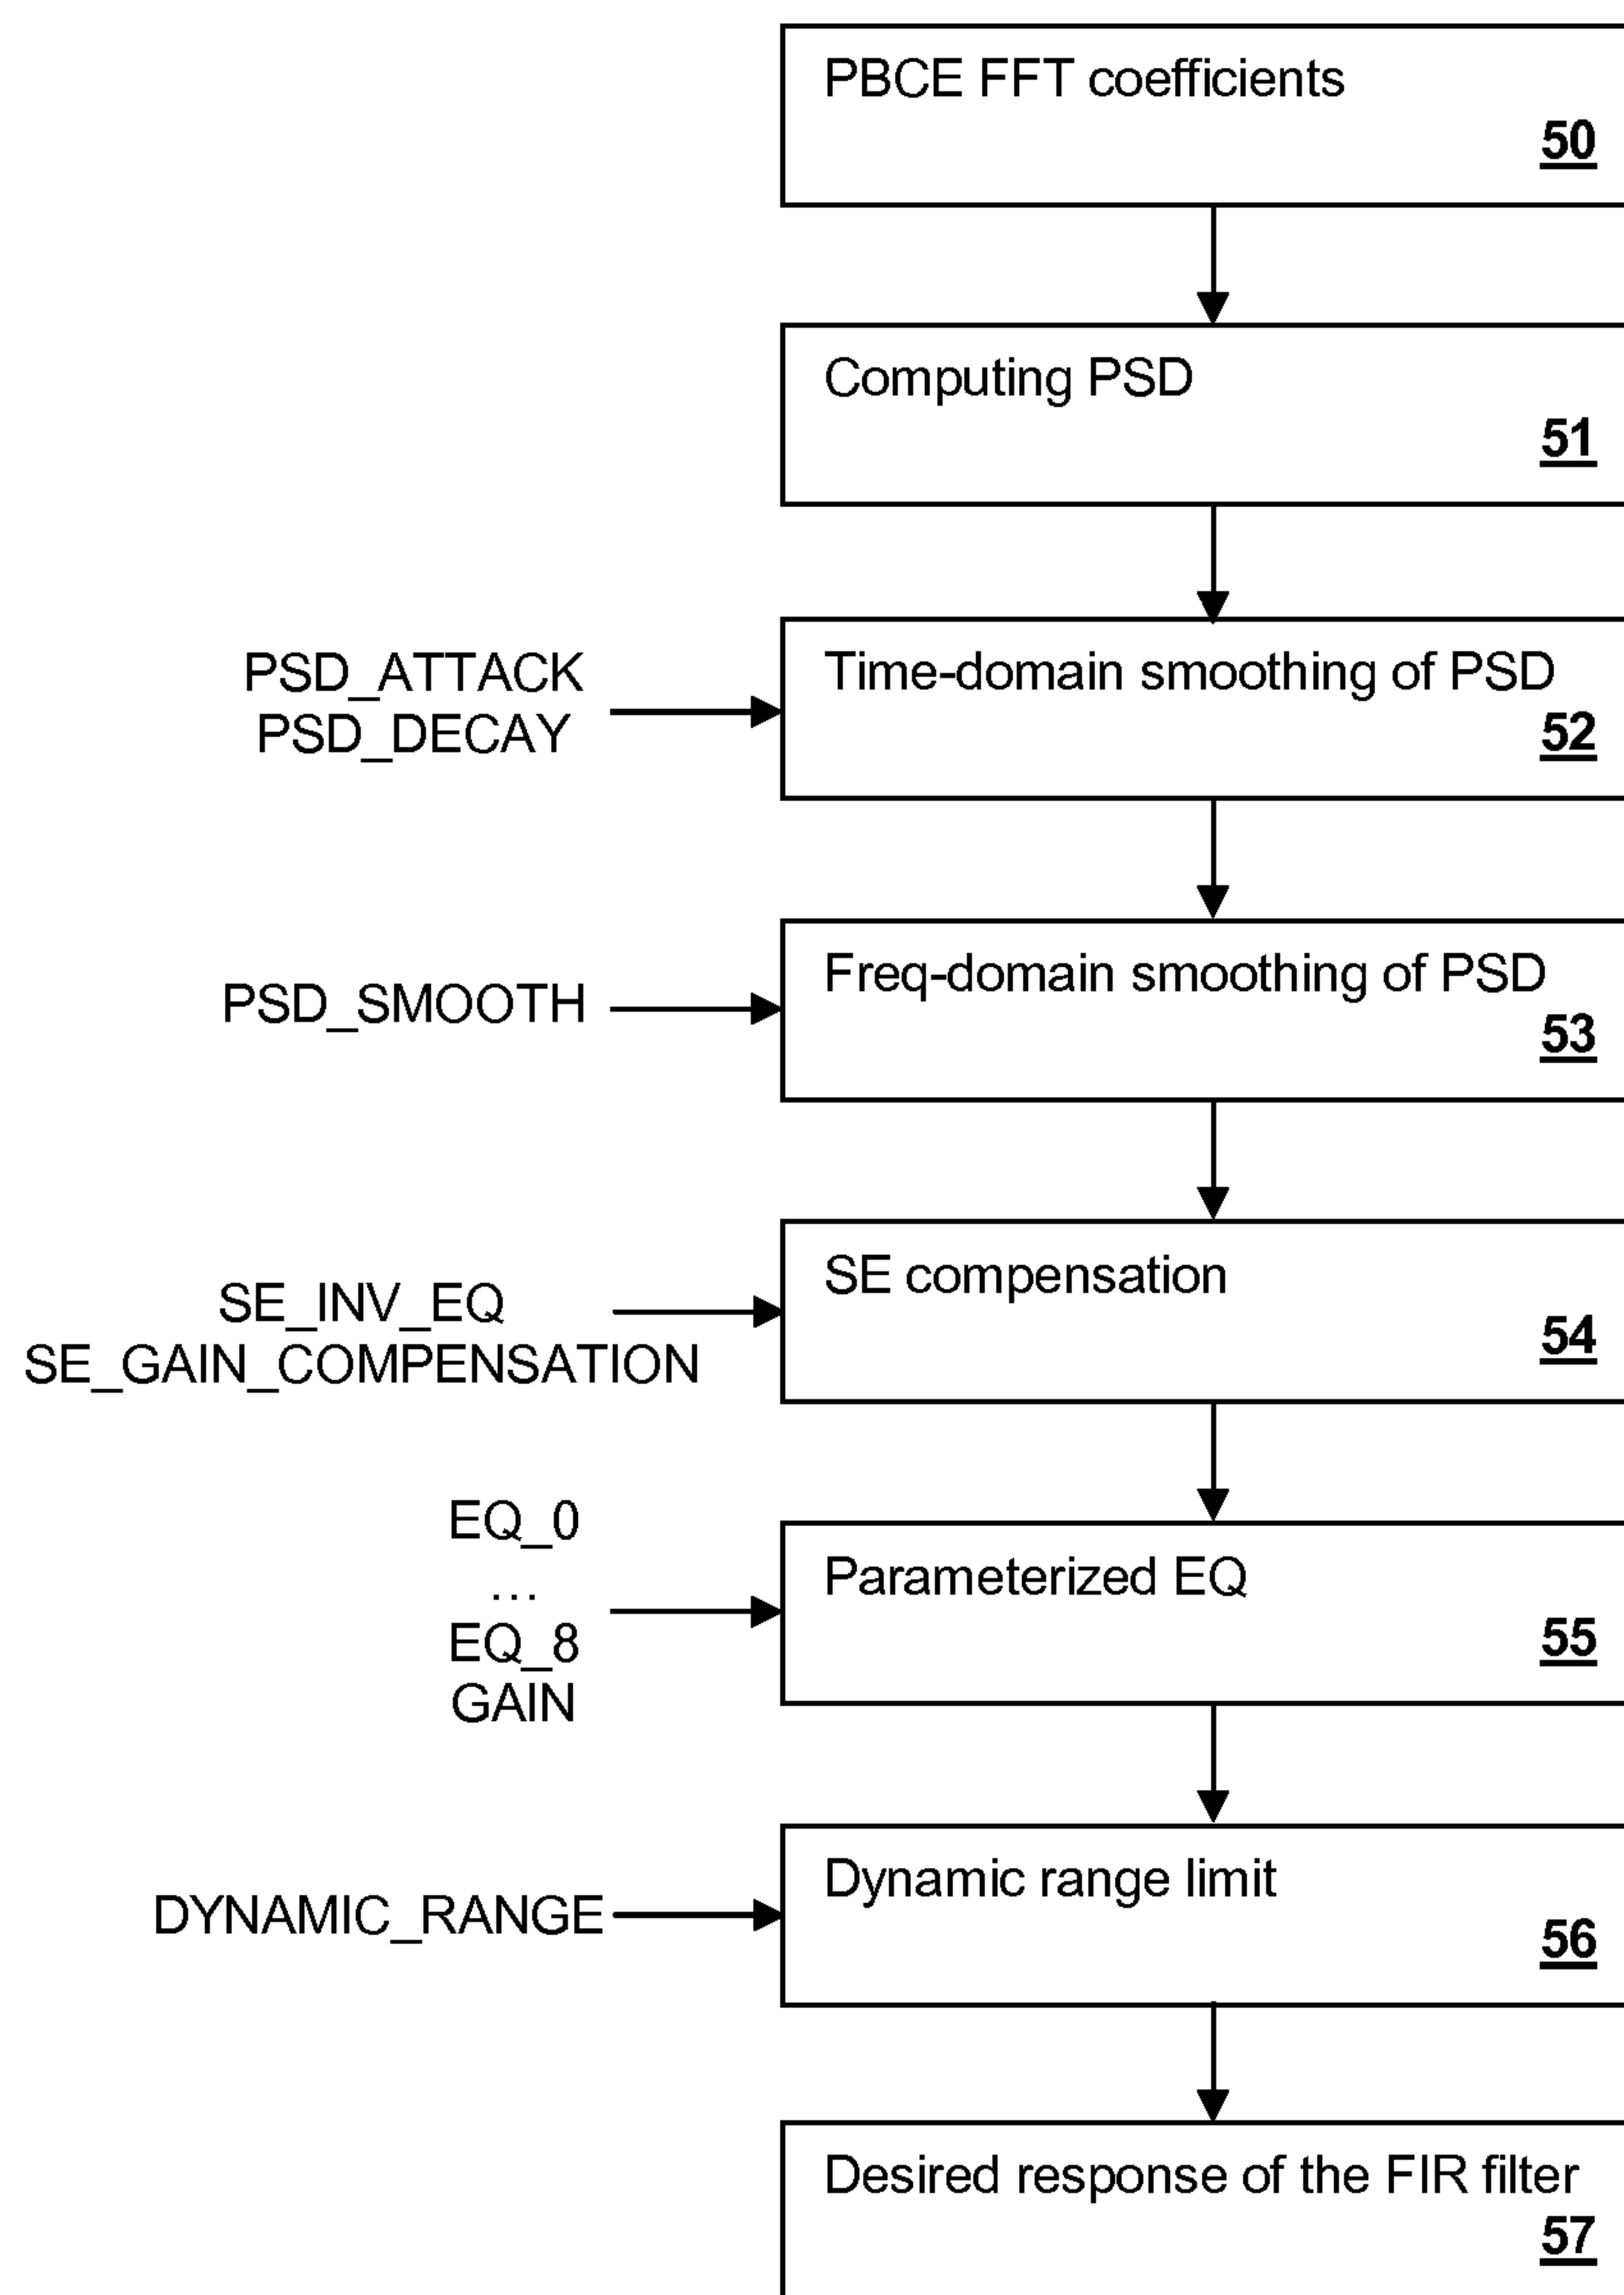 PBCE FFT coefficients
50
Computing PSD
51
PSD_ATTACK
PSD_DECAY
Time-domain smoothing of PSD
52
PSD_SMOOTH
Freq-domain smoothing of PSD
53
SE_INV_EQ
SE_GAIN_COMPENSATION
SE compensation
54
EQ_0
...
EQ_8
GAIN
Parameterized EQ
55
DYNAMIC_RANGE
Dynamic range limit
56
Desired response of the FIR filter
57